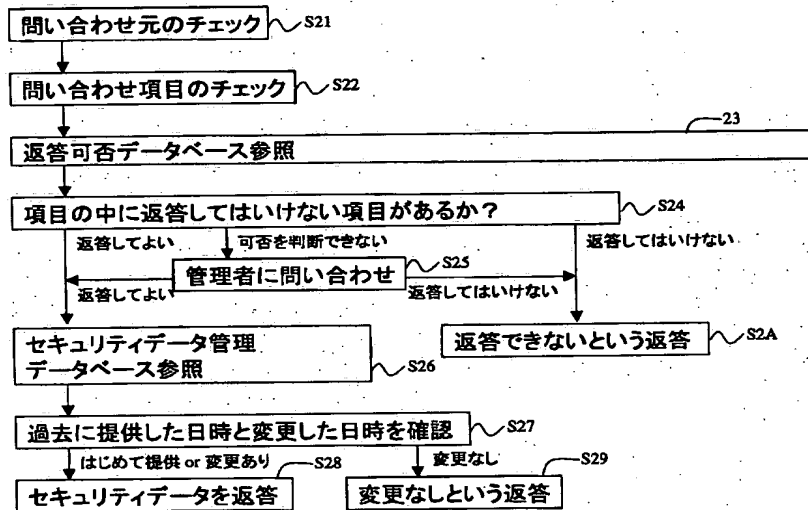 問い合わせ元のチェック S21
問い合わせ項目のチェック S22
23
返答可否データベース参照
項目の中に返答してはいけない項目があるか? S24
返答してよい 可否を判断できない 返答してはいけない
管理者に問い合わせ S25
返答してよい 返答してはいけない
セキュリティデータ管理
データベース参照 S26
返答できないという返答 S2A
過去に提供した日時と変更した日時を確認 S27
はじめて提供 or 変更あり 変更なし
セキュリティデータを返答 S28
変更なしという返答 S29